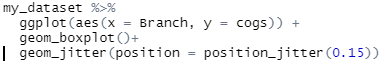 my_dataset %>%
  ggplot(aes(x = Branch, y = cogs)) +
  geom_boxplot()+
  geom_jitter(position = position_jitter(0.15))